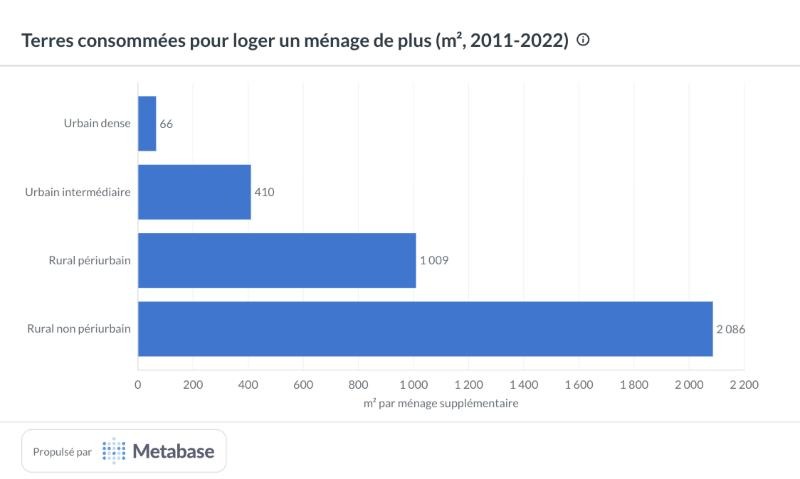 Terres consommées pour loger un ménage de plus (m², 2011-2022)
Urbain dense 66
Urbain intermédiaire 410
Rural périurbain 1 009
Rural non périurbain 2 086
0 200 400 600 800 1 000 1 200 1 400 1 600 1 800 2 000 2 200
m² par ménage supplémentaire
Propulsé par Metabase